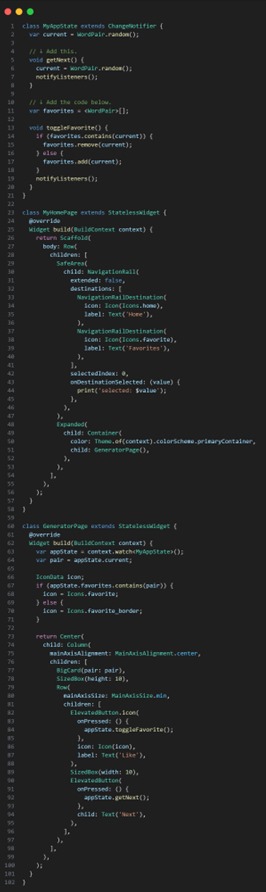 1 class MyAppState extends ChangeNotifier {
2   var current = WordPair.random();
3
4   // ↓ Add this.
5   void getNext() {
6     current = WordPair.random();
7     notifyListeners();
8   }
9
10   // ↓ Add the code below.
11   var favorites = <WordPair>[];
12
13   void toggleFavorite() {
14     if (favorites.contains(current)) {
15       favorites.remove(current);
16     } else {
17       favorites.add(current);
18     }
19     notifyListeners();
20   }
21 }
22
23 class MyHomePage extends StatelessWidget {
24   @override
25   Widget build(BuildContext context) {
26     return Scaffold(
27       body: Row(
28         children: [
29           SafeArea(
30             child: NavigationRail(
31               extended: false,
32               destinations: [
33                 NavigationRailDestination(
34                   icon: Icon(Icons.home),
35                   label: Text('Home'),
36                 ),
37                 NavigationRailDestination(
38                   icon: Icon(Icons.favorite),
39                   label: Text('Favorites'),
40                 ),
41               ],
42               selectedIndex: 0,
43               onDestinationSelected: (value) {
44                 print('selected: $value');
45               },
46             ),
47           ),
48           Expanded(
49             child: Container(
50               color: Theme.of(context).colorScheme.primaryContainer,
51               child: GeneratorPage(),
52             ),
53           ),
54         ],
55       ),
56     );
57   }
58 }
59
60 class GeneratorPage extends StatelessWidget {
61   @override
62   Widget build(BuildContext context) {
63     var appState = context.watch<MyAppState>();
64     var pair = appState.current;
65
66     IconData icon;
67     if (appState.favorites.contains(pair)) {
68       icon = Icons.favorite;
69     } else {
70       icon = Icons.favorite_border;
71     }
72
73     return Center(
74       child: Column(
75         mainAxisAlignment: MainAxisAlignment.center,
76         children: [
77           BigCard(pair: pair),
78           SizedBox(height: 10),
79           Row(
80             mainAxisSize: MainAxisSize.min,
81             children: [
82               ElevatedButton.icon(
83                 onPressed: () {
84                   appState.toggleFavorite();
85                 },
86                 icon: Icon(icon),
87                 label: Text('Like'),
88               ),
89               SizedBox(width: 10),
90               ElevatedButton(
91                 onPressed: () {
92                   appState.getNext();
93                 },
94                 child: Text('Next'),
95               ),
96             ],
97           ),
98         ],
99       ),
100     );
101   }
102 }